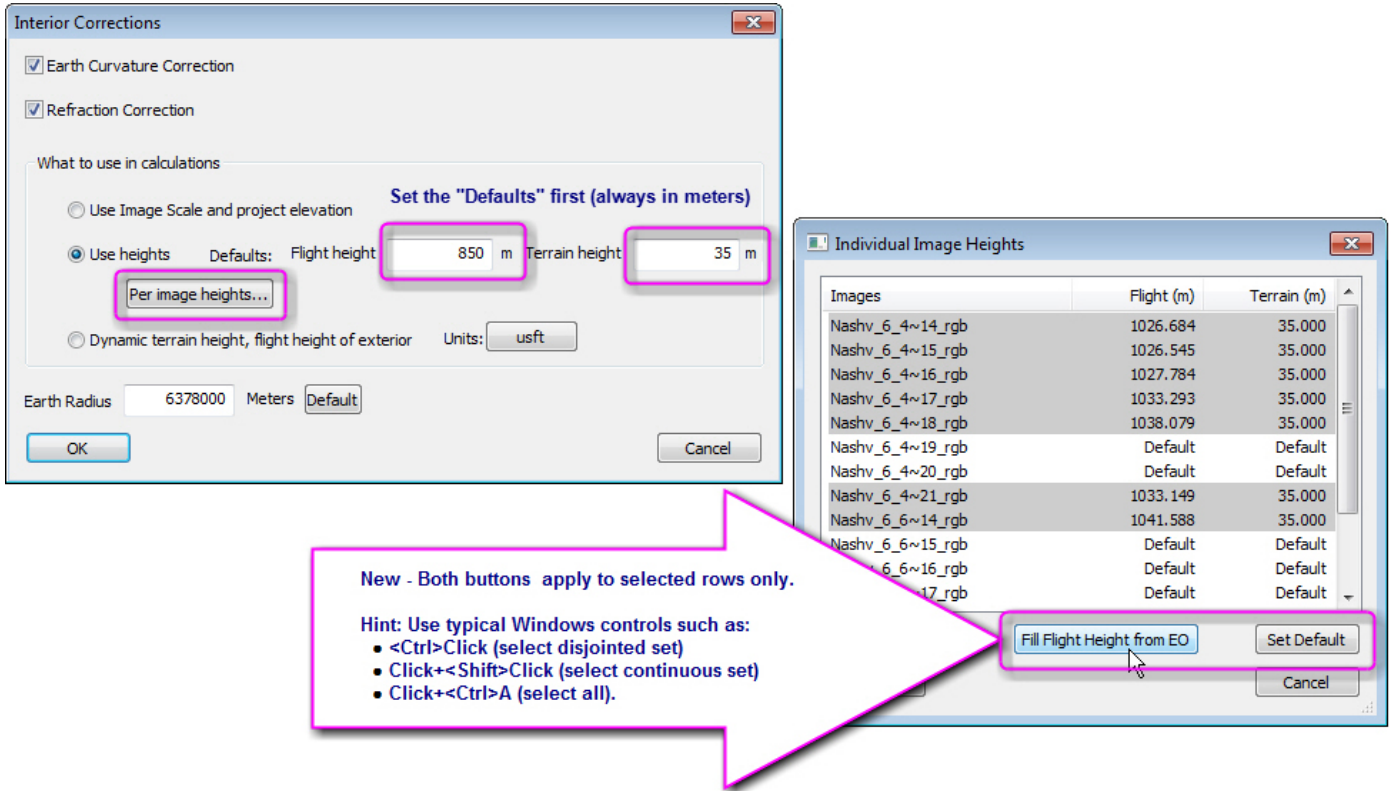 Interior Corrections
Earth Curvature Correction
Refraction Correction
What to use in calculations
Set the "Defaults" first (always in meters)
Use Image Scale and project elevation
Use heights Defaults: Flight height 850 m Terrain height 35 m
Per image heights...
Dynamic terrain height, flight height of exterior Units: usft
Earth Radius 6378000 Meters Default
OK Cancel
Individual Image Heights
Images Flight (m) Terrain (m)
Nashv_6_4~14_rgb 1026.684 35.000
Nashv_6_4~15_rgb 1026.545 35.000
Nashv_6_4~16_rgb 1027.784 35.000
Nashv_6_4~17_rgb 1033.293 35.000
Nashv_6_4~18_rgb 1038.079 35.000
Nashv_6_4~19_rgb Default Default
Nashv_6_4~20_rgb Default Default
Nashv_6_4~21_rgb 1033.149 35.000
Nashv_6_6~14_rgb 1041.588 35.000
Nashv_6_6~15_rgb Default Default
6_6~16_rgb Default Default
~17_rgb Default Default
Fill Flight Height from EO Set Default
Cancel
New - Both buttons apply to selected rows only.
Hint: Use typical Windows controls such as:
• <Ctrl>Click (select disjointed set)
• Click+<Shift>Click (select continuous set)
• Click+<Ctrl>A (select all).